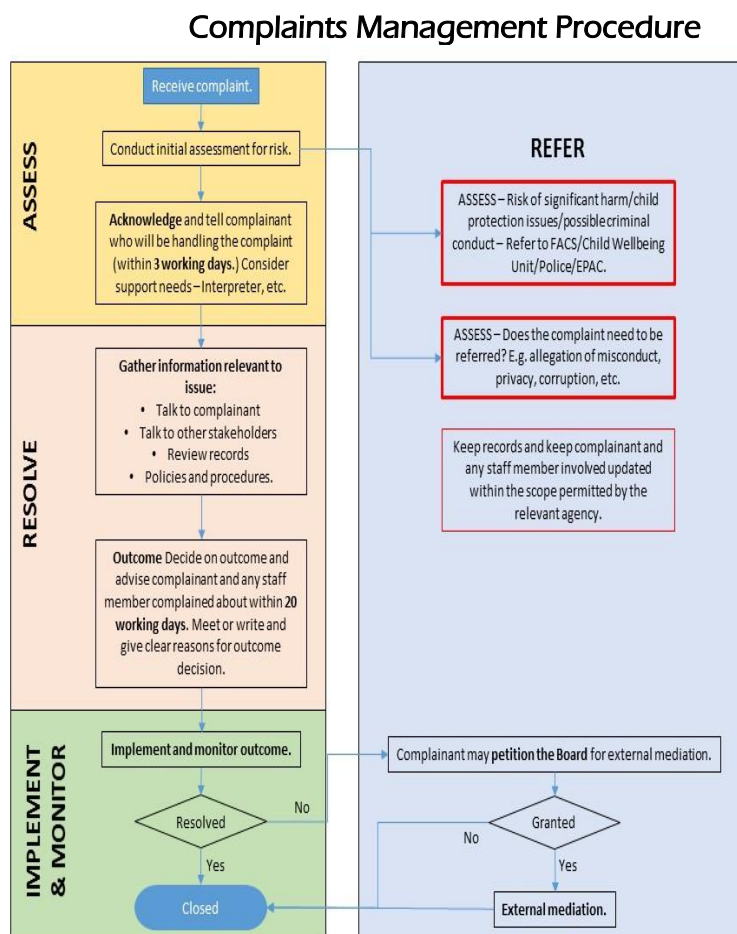 Complaints Management Procedure
ASSESS
Receive complaint.
Conduct initial assessment for risk.
Acknowledge and tell complainant
who will be handling the complaint
(within 3 working days.) Consider
support needs – Interpreter, etc.
RESOLVE
Gather information relevant to
issue:
• Talk to complainant
• Talk to other stakeholders
• Review records
• Policies and procedures.
Outcome Decide on outcome and
advise complainant and any staff
member complained about within 20
working days. Meet or write and
give clear reasons for outcome
decision.
IMPLEMENT
& MONITOR
Implement and monitor outcome.
Resolved
No
Yes
Closed
REFER
ASSESS – Risk of significant harm/child
protection issues/possible criminal
conduct – Refer to FACS/Child Wellbeing
Unit/Police/EPAC.
ASSESS – Does the complaint need to be
referred? E.g. allegation of misconduct,
privacy, corruption, etc.
Keep records and keep complainant and
any staff member involved updated
within the scope permitted by the
relevant agency.
Complainant may petition the Board for external mediation.
Granted
No
Yes
External mediation.